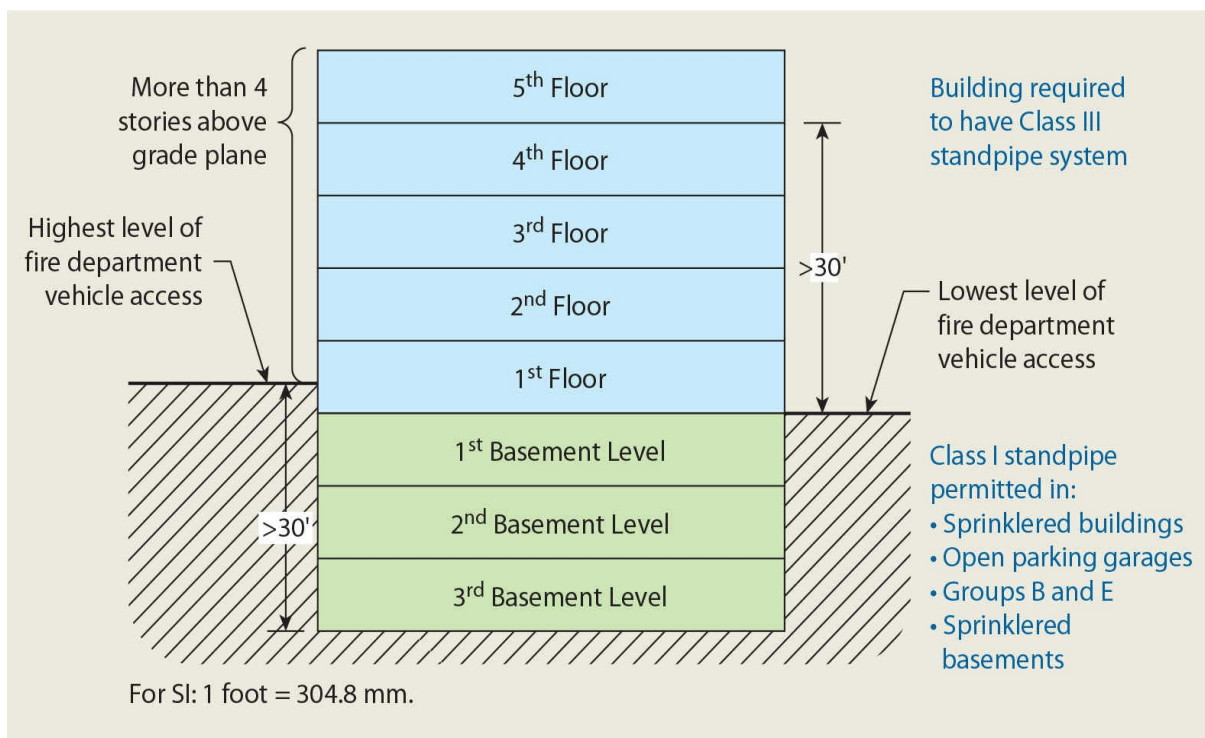 More than 4
stories above
grade plane
Highest level of
fire department
vehicle access
5th Floor
4th Floor
3rd Floor
2nd Floor
1st Floor
1st Basement Level
2nd Basement Level
3rd Basement Level
>30'
>30'
Building required
to have Class III
standpipe system
Lowest level of
fire department
vehicle access
Class I standpipe
permitted in:
• Sprinklered buildings
• Open parking garages
• Groups B and E
• Sprinklered
basements
For SI: 1 foot = 304.8 mm.